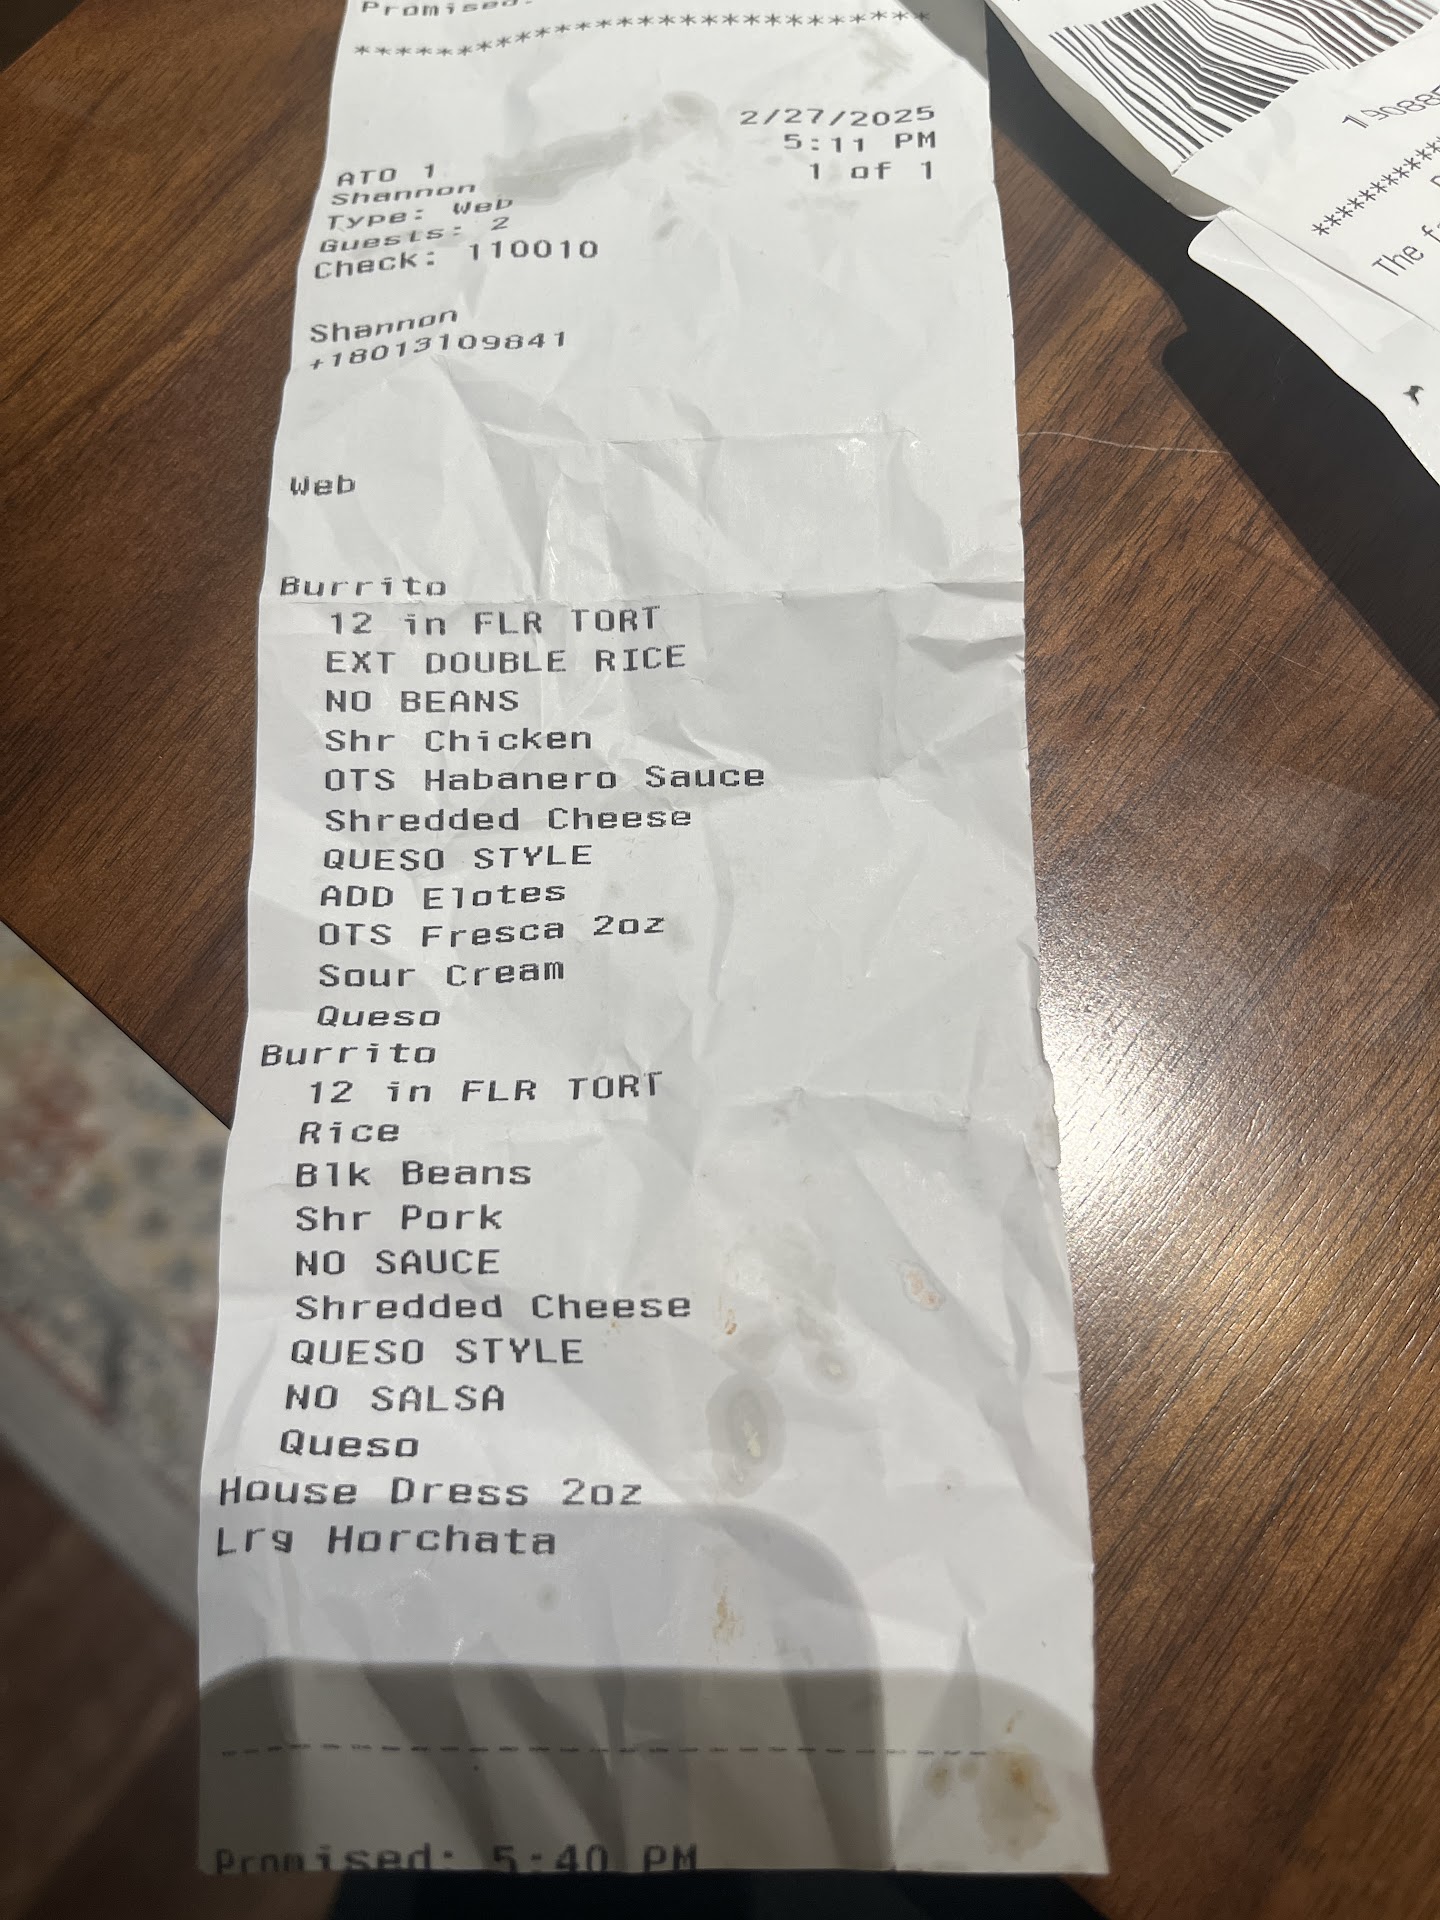 Promised:
*********************************
2/27/2025
5:11 PM
ATO 1
1 of 1
Shannon
Type: Web
Guests: 2
Check: 110010
Shannon
+18013109841
Web
Burrito
12 in FLR TORT
EXT DOUBLE RICE
NO BEANS
Shr Chicken
OTS Habanero Sauce
Shredded Cheese
QUESO STYLE
ADD Elotes
OTS Fresca 2oz
Sour Cream
Queso
Burrito
12 in FLR TORT
Rice
Blk Beans
Shr Pork
NO SAUCE
Shredded Cheese
QUESO STYLE
NO SALSA
Queso
House Dress 2oz
Lrg Horchata
--------------------------------
Promised: 5:40 PM
190885
************
The